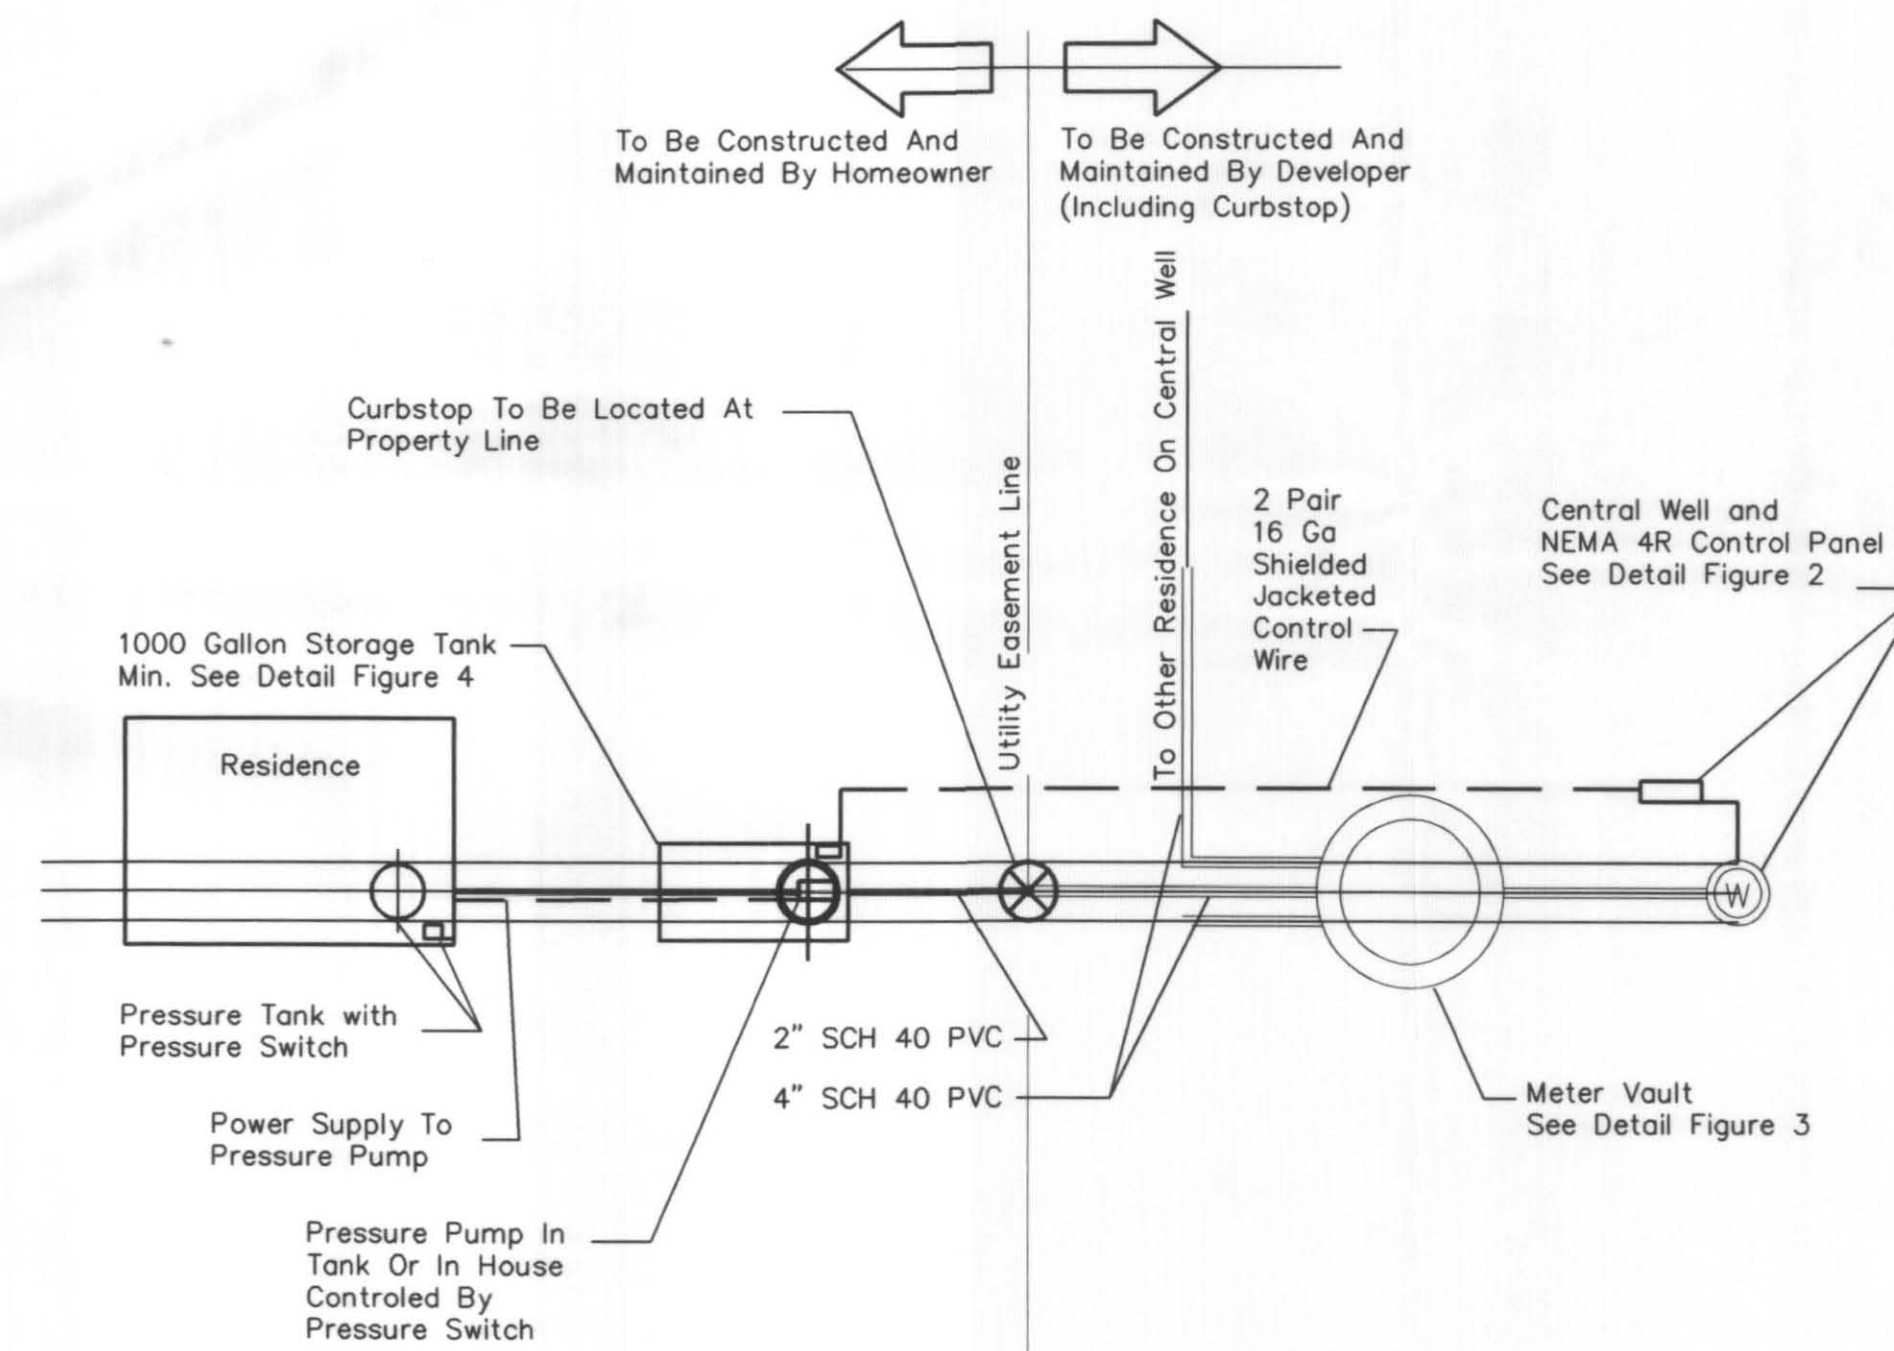 To Be Constructed And
Maintained By Homeowner
To Be Constructed And
Maintained By Developer
(Including Curbstop)
Curbstop To Be Located At
Property Line
Utility Easement Line
To Other Residence On Central Well
2 Pair
16 Ga
Shielded
Jacketed
Control
Wire
Central Well and
NEMA 4R Control Panel
See Detail Figure 2
1000 Gallon Storage Tank
Min. See Detail Figure 4
Residence
W
Pressure Tank with
Pressure Switch
2" SCH 40 PVC
4" SCH 40 PVC
Meter Vault
See Detail Figure 3
Power Supply To
Pressure Pump
Pressure Pump In
Tank Or In House
Controled By
Pressure Switch